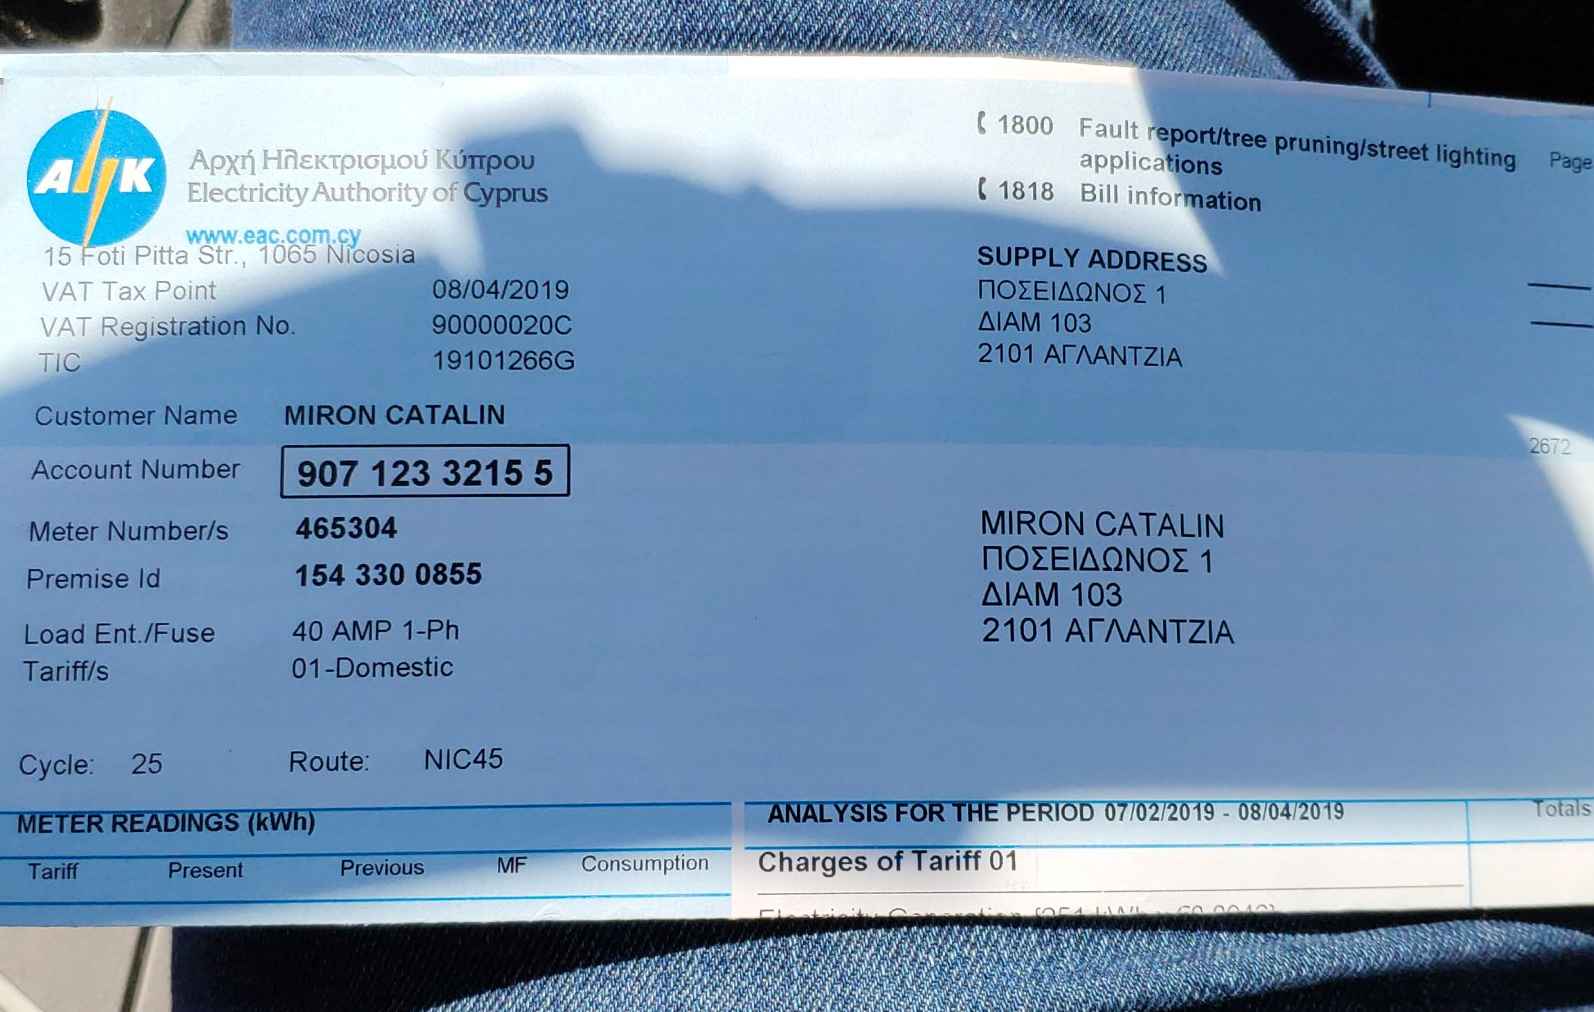 ΑΗΚ
Αρχή Ηλεκτρισμού Κύπρου
Electricity Authority of Cyprus
www.eac.com.cy
15 Foti Pitta Str., 1065 Nicosia
VAT Tax Point 08/04/2019
VAT Registration No. 90000020C
TIC 19101266G
Customer Name MIRON CATALIN
Account Number 907 123 3215 5
Meter Number/s 465304
Premise Id 154 330 0855
Load Ent./Fuse 40 AMP 1-Ph
Tariff/s 01-Domestic
Cycle: 25 Route: NIC45
1800 Fault report/tree pruning/street lighting
applications
1818 Bill information
Page
SUPPLY ADDRESS
ΠΟΣΕΙΔΩΝΟΣ 1
ΔΙΑΜ 103
2101 ΑΓΛΑΝΤΖΙΑ
2672
MIRON CATALIN
ΠΟΣΕΙΔΩΝΟΣ 1
ΔΙΑΜ 103
2101 ΑΓΛΑΝΤΖΙΑ
METER READINGS (kWh)
Tariff Present Previous MF Consumption
ANALYSIS FOR THE PERIOD 07/02/2019 - 08/04/2019 Totals
Charges of Tariff 01
Electricity Generation